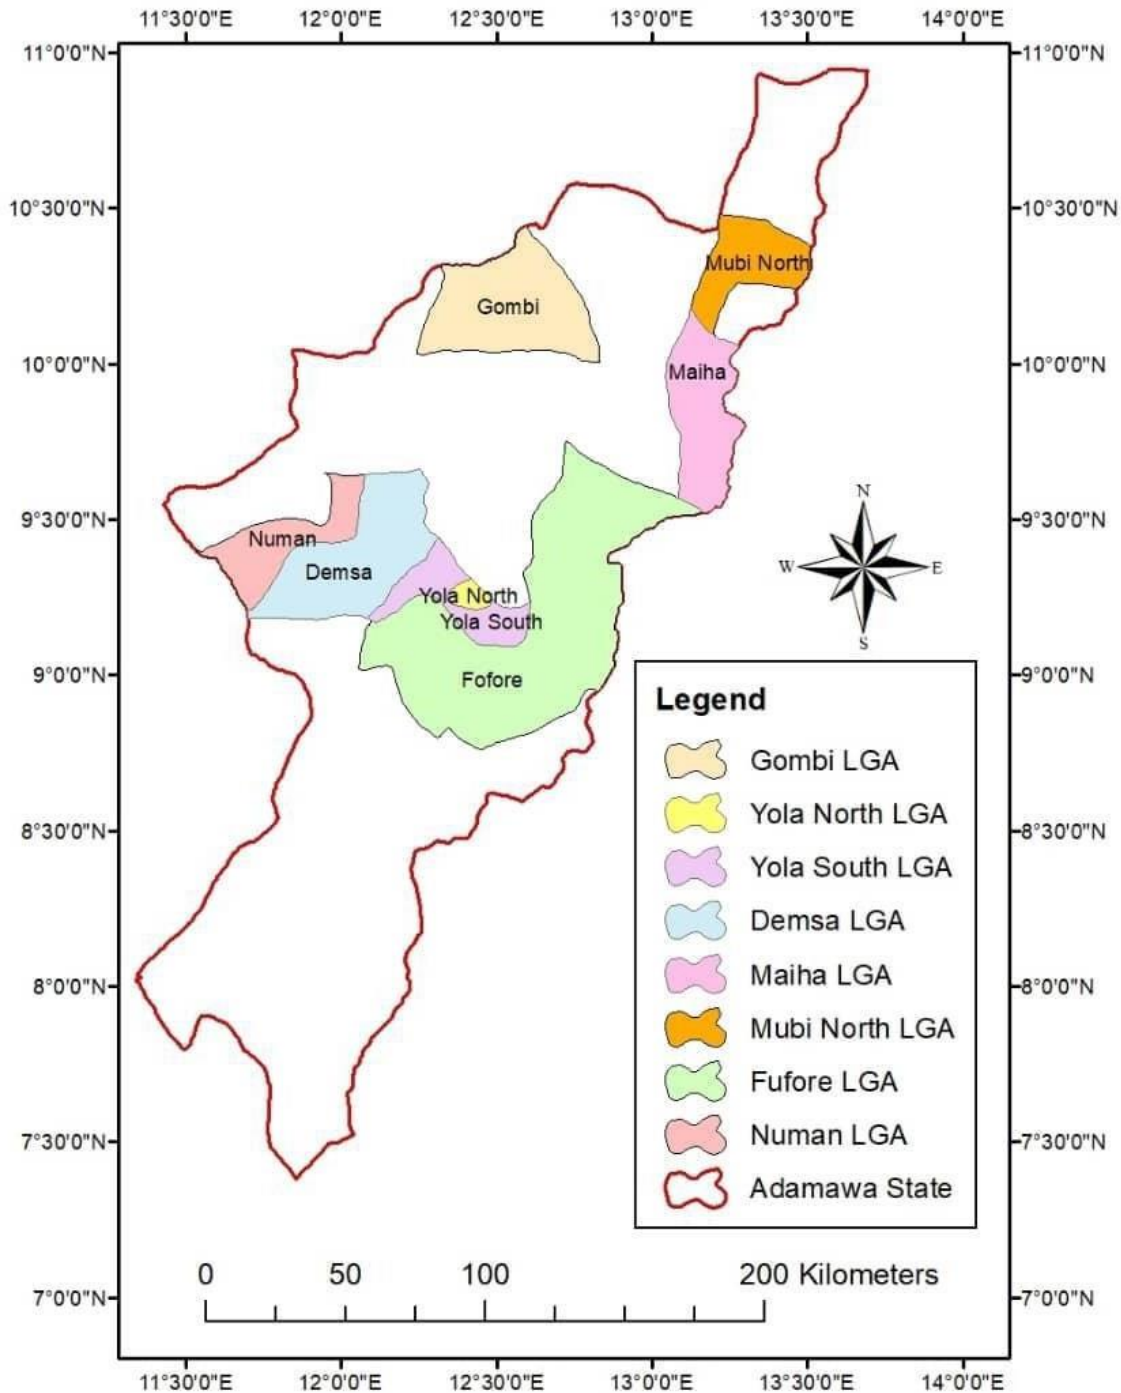 11°30'0"E 12°0'0"E 12°30'0"E 13°0'0"E 13°30'0"E 14°0'0"E
11°0'0"N 11°0'0"N
10°30'0"N 10°30'0"N
Mubi North
Gombi
10°0'0"N 10°0'0"N
Maiha
N
9°30'0"N 9°30'0"N
Numan
W E
Demsa
Yola North
Yola South
S
9°0'0"N 9°0'0"N
Fofore
Legend
Gombi LGA
Yola North LGA
8°30'0"N 8°30'0"N
Yola South LGA
Demsa LGA
Maiha LGA
8°0'0"N 8°0'0"N
Mubi North LGA
Fufore LGA
Numan LGA
7°30'0"N 7°30'0"N
Adamawa State
0 50 100 200 Kilometers
7°0'0"N 7°0'0"N
11°30'0"E 12°0'0"E 12°30'0"E 13°0'0"E 13°30'0"E 14°0'0"E